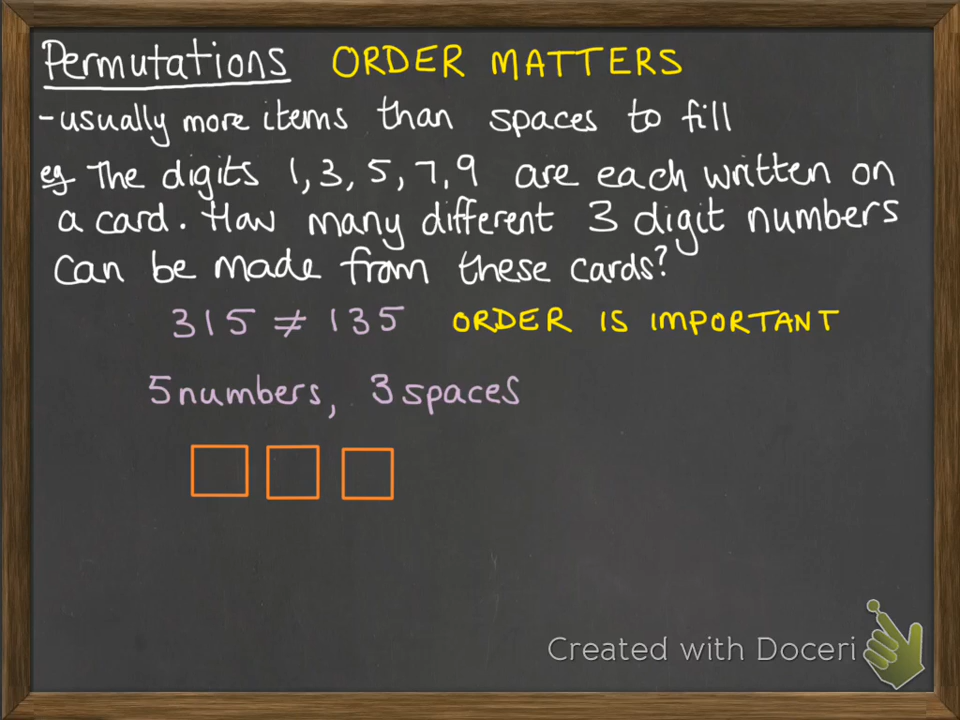 Permutations ORDER MATTERS
- usually more items than spaces to fill
eg The digits 1, 3, 5, 7, 9 are each written on
a card. How many different 3 digit numbers
can be made from these cards?
315 ≠ 135 ORDER IS IMPORTANT
5 numbers, 3 spaces
Created with Doceri